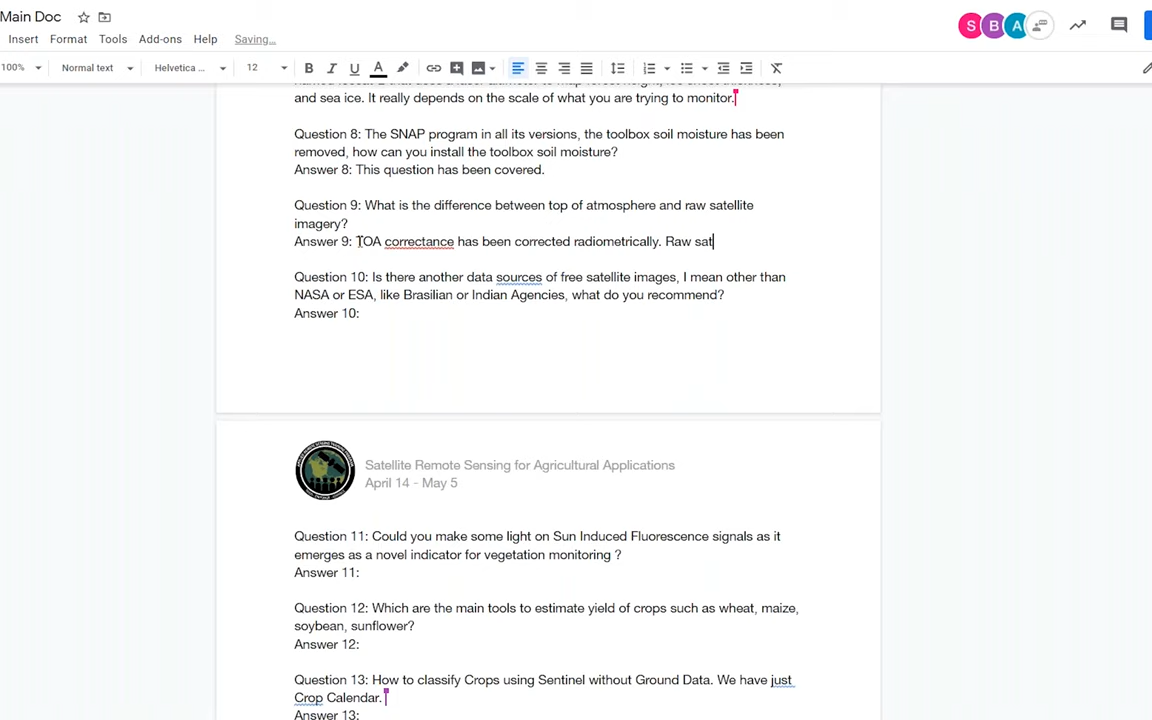 Main Doc
S B A
Insert Format Tools Add-ons Help Saving...
100% Normal text Helvetica ... 12 B I U A
and sea ice. It really depends on the scale of what you are trying to monitor.
Question 8: The SNAP program in all its versions, the toolbox soil moisture has been
removed, how can you install the toolbox soil moisture?
Answer 8: This question has been covered.
Question 9: What is the difference between top of atmosphere and raw satellite
imagery?
Answer 9: TOA correctance has been corrected radiometrically. Raw sat
Question 10: Is there another data sources of free satellite images, I mean other than
NASA or ESA, like Brasilian or Indian Agencies, what do you recommend?
Answer 10:
Satellite Remote Sensing for Agricultural Applications
April 14 - May 5
Question 11: Could you make some light on Sun Induced Fluorescence signals as it
emerges as a novel indicator for vegetation monitoring ?
Answer 11:
Question 12: Which are the main tools to estimate yield of crops such as wheat, maize,
soybean, sunflower?
Answer 12:
Question 13: How to classify Crops using Sentinel without Ground Data. We have just
Crop Calendar.
Answer 13: